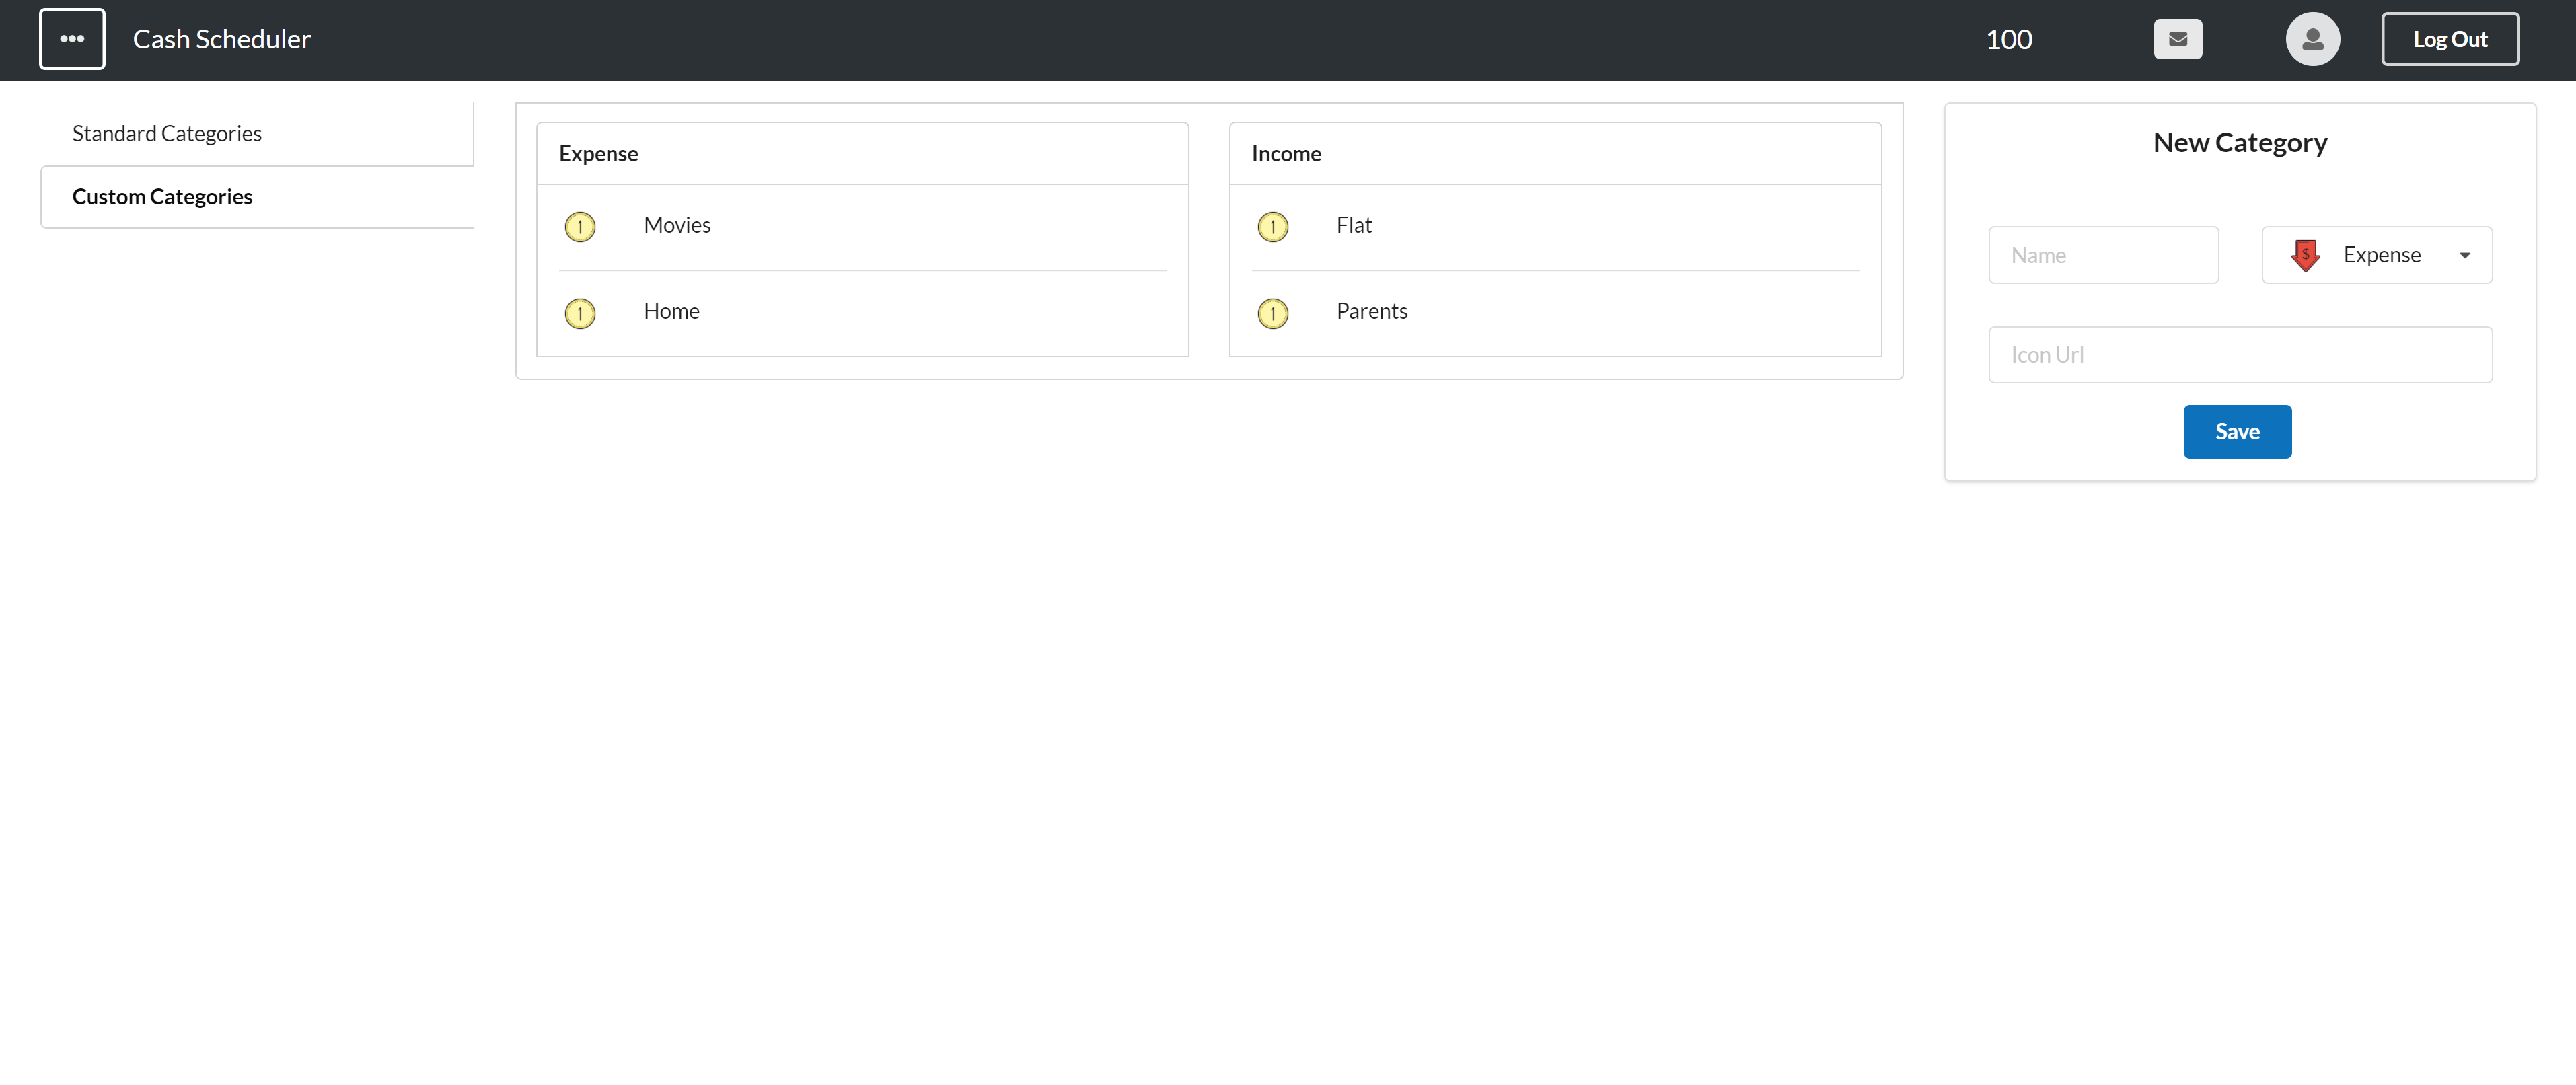 Cash Scheduler
100
Log Out
Standard Categories
Custom Categories
Expense
1 Movies
1 Home
Income
1 Flat
1 Parents
New Category
Name
$ Expense
Icon Url
Save